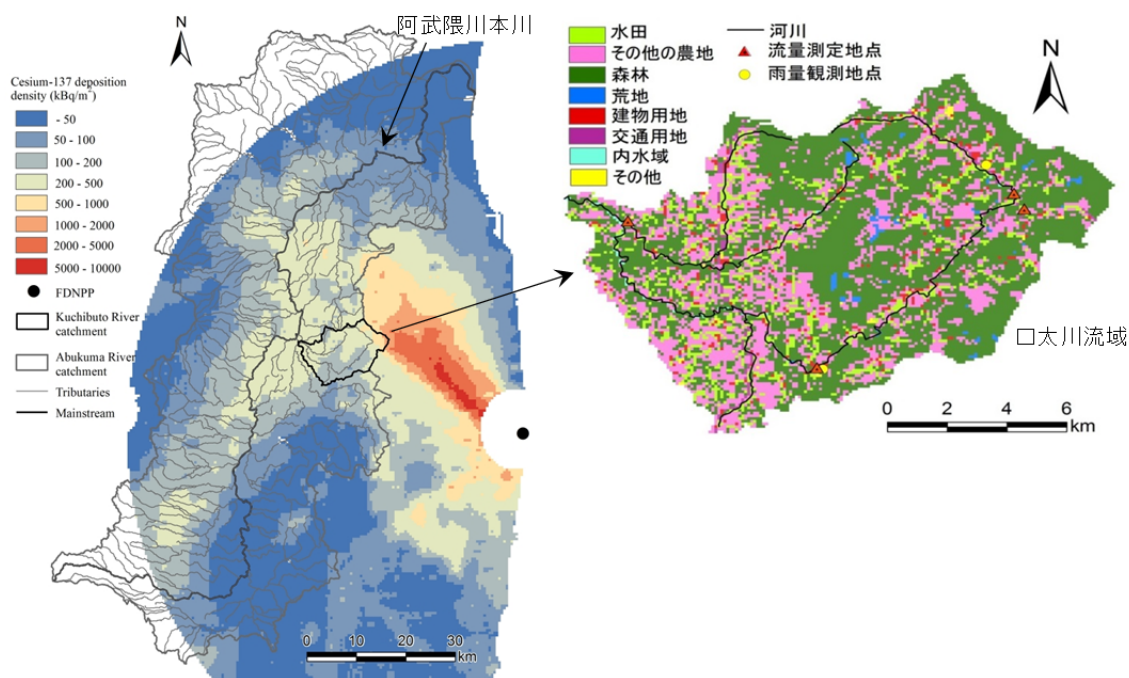 阿武隈川本川
N
Cesium-137 deposition
density (kBq/m²)
- 50
50 - 100
100 - 200
200 - 500
500 - 1000
1000 - 2000
2000 - 5000
5000 - 10000
FDNPP
Kuchibuto River
catchment
Abukuma River
catchment
Tributaries
Mainstream
0 10 20 30
km
水田
その他の農地
森林
荒地
建物用地
交通用地
内水域
その他
河川
流量測定地点
雨量観測地点
N
口太川流域
0 2 4 6
km